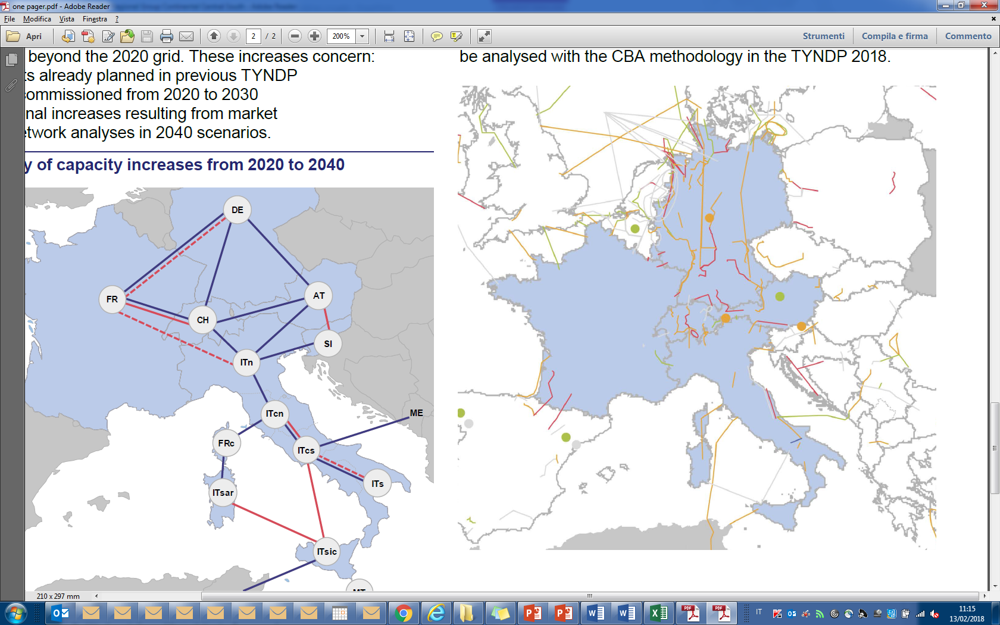 one pager.pdf - Adobe Reader
File Modifica Vista Finestra ?
Apri
2 / 2
200%
Strumenti Compila e firma Commento
beyond the 2020 grid. These increases concern:
ts already planned in previous TYNDP
commissioned from 2020 to 2030
nal increases resulting from market
etwork analyses in 2040 scenarios.
y of capacity increases from 2020 to 2040
DE
FR
AT
CH
SI
ITn
ITcn
ME
FRc
ITcs
ITs
ITsar
ITsic
MT
be analysed with the CBA methodology in the TYNDP 2018.
210 x 297 mm
IT
11:15
13/02/2018